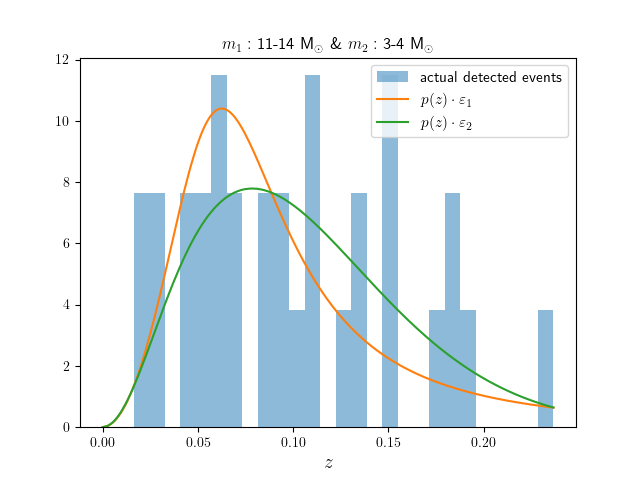 m₁ : 11-14 M⊙ & m₂ : 3-4 M⊙
actual detected events
p(z) · ε₁
p(z) · ε₂
12
10
8
6
4
2
0
0.00 0.05 0.10 0.15 0.20
z